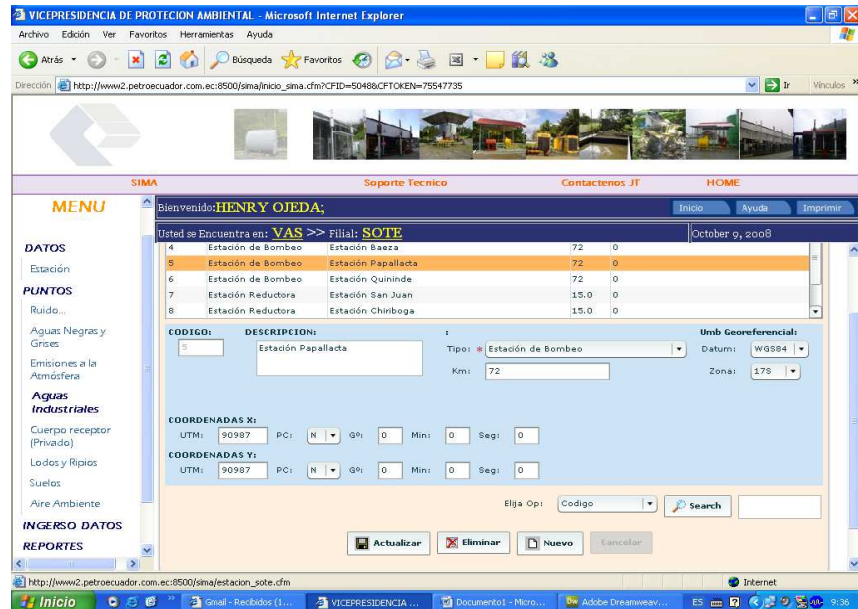 VICEPRESIDENCIA DE PROTECION AMBIENTAL - Microsoft Internet Explorer
Archivo Edición Ver Favoritos Herramientas Ayuda
Atrás Búsqueda Favoritos
Dirección http://www2.petroecuador.com.ec:8500/sima/inicio_sima.cfm?CFID=5048&CFTOKEN=75547735 Ir Vínculos »
SIMA Soporte Tecnico Contactenos JT HOME
MENU
Bienvenido:HENRY OJEDA; Inicio Ayuda Imprimir
Usted se Encuentra en: VAS >> Filial: SOTE October 9, 2008
DATOS
Estación
PUNTOS
Ruido...
Aguas Negras y
Grises
Emisiones a la
Atmósfera
Aguas
Industriales
Cuerpo receptor
(Privado)
Lodos y Ripios
Suelos
Aire Ambiente
INGERSO DATOS
REPORTES
4 Estación de Bombeo Estación Baeza 72 0
5 Estación de Bombeo Estación Papallacta 72 0
6 Estación de Bombeo Estación Quininde 72 0
7 Estación Reductora Estación San Juan 15.0 0
8 Estación Reductora Estación Chiriboga 15.0 0
CODIGO: DESCRIPCION: : Umb Georeferencial:
5 Estación Papallacta Tipo: * Estación de Bombeo Datum: WGS84
Km: 72 Zona: 17S
COORDENADAS X:
UTM: 90987 PC: N Gº: 0 Min: 0 Seg: 0
COORDENADAS Y:
UTM: 90987 PC: N Gº: 0 Min: 0 Seg: 0
Elija Op: Codigo Search
Actualizar Eliminar Nuevo Cancelar
http://www2.petroecuador.com.ec:8500/sima/estacion_sote.cfm Internet
Inicio » Gmail - Recibidos (1... VICEPRESIDENCIA ... Documento1 - Micro... Adobe Dreamweav... ES 9:36